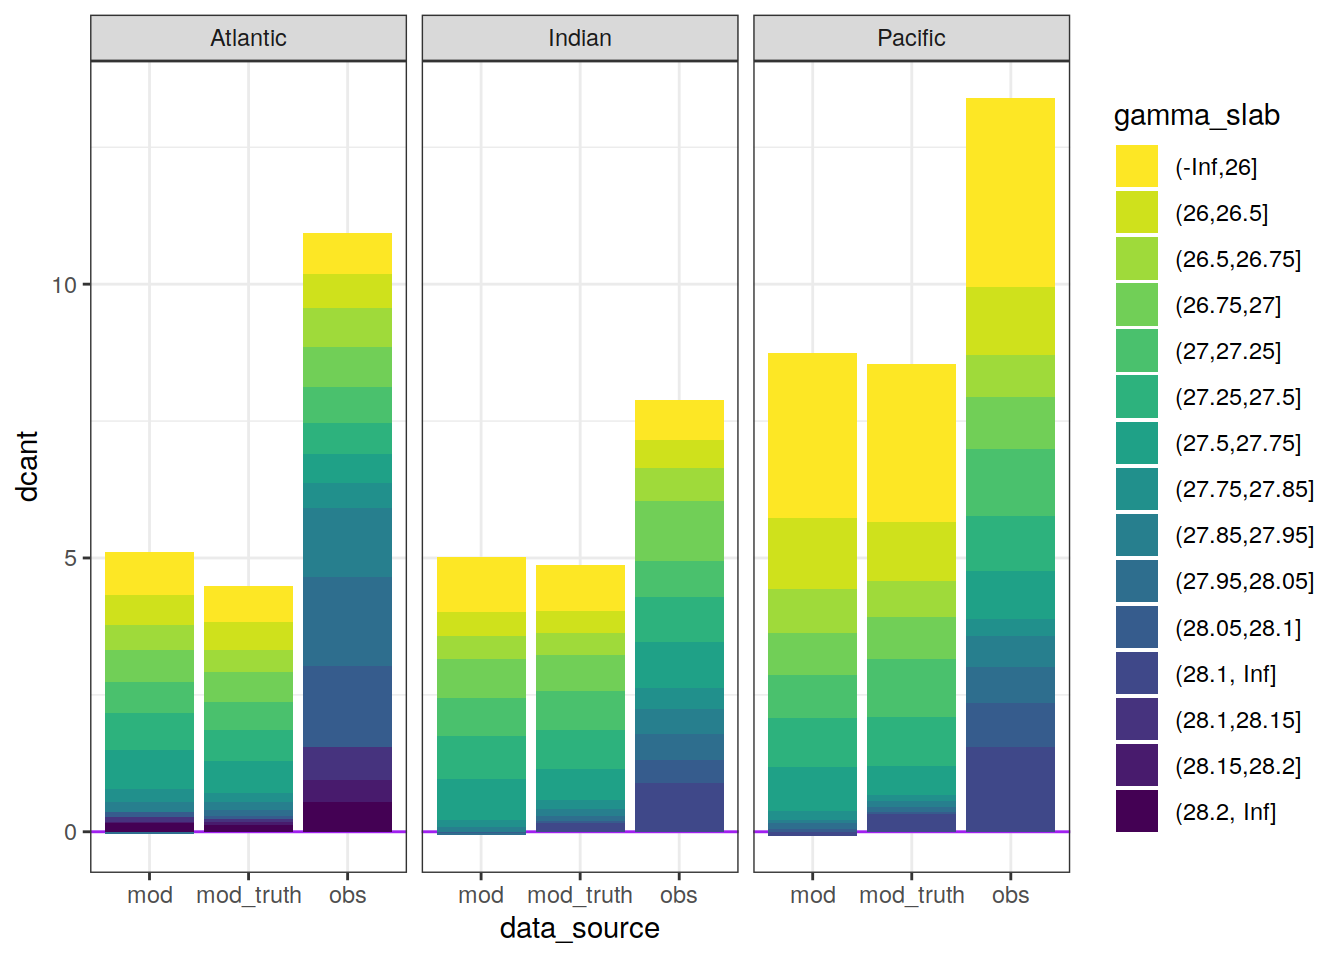 Atlantic
Indian
Pacific
dcant
10
5
0
mod
mod_truth
obs
mod
mod_truth
obs
mod
mod_truth
obs
data_source
gamma_slab
(-Inf,26]
(26,26.5]
(26.5,26.75]
(26.75,27]
(27,27.25]
(27.25,27.5]
(27.5,27.75]
(27.75,27.85]
(27.85,27.95]
(27.95,28.05]
(28.05,28.1]
(28.1, Inf]
(28.1,28.15]
(28.15,28.2]
(28.2, Inf]